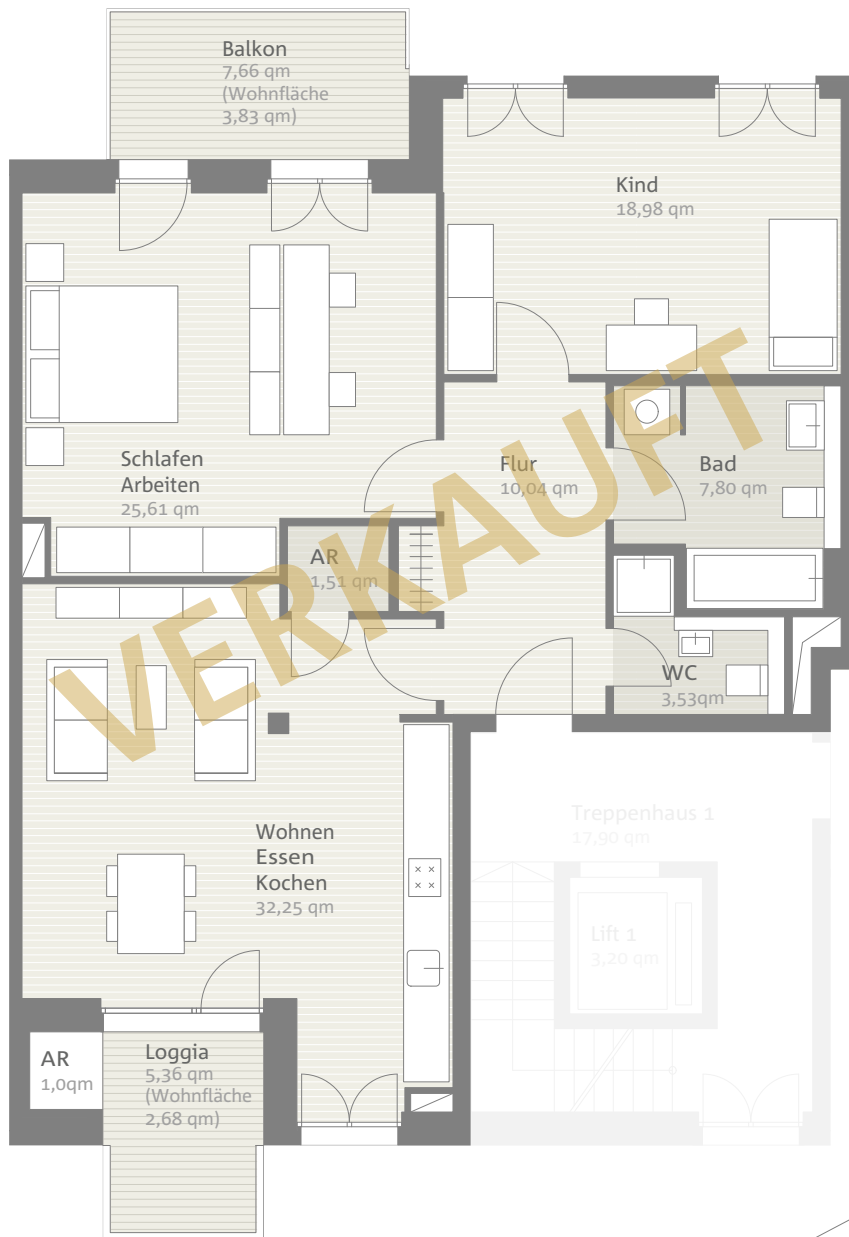 Balkon
7,66 qm
(Wohnfläche
3,83 qm)
Kind
18,98 qm
Schlafen
Arbeiten
25,61 qm
Flur
10,04 qm
Bad
7,80 qm
AR
1,51 qm
WC
3,53qm
VERKAUFT
Wohnen
Essen
Kochen
32,25 qm
Treppenhaus 1
17,90 qm
Lift 1
3,20 qm
AR
1,0qm
Loggia
5,36 qm
(Wohnfläche
2,68 qm)